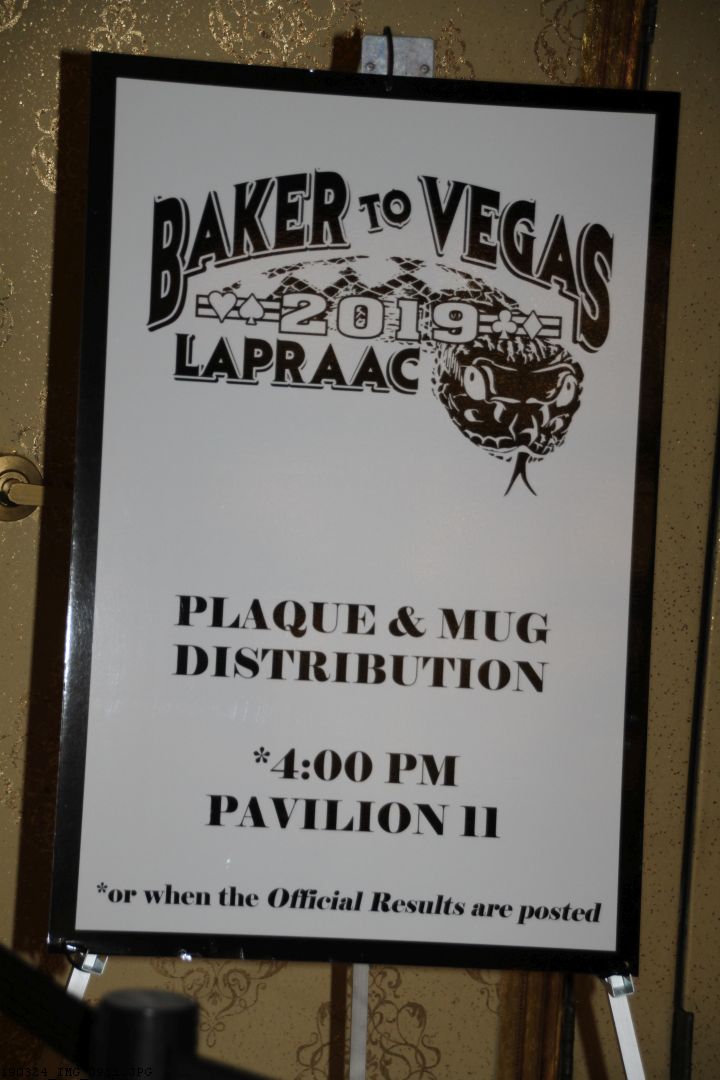 BAKER TO VEGAS
2019
LAPRAAC
PLAQUE & MUG
DISTRIBUTION
*4:00 PM
PAVILION 11
*or when the Official Results are posted